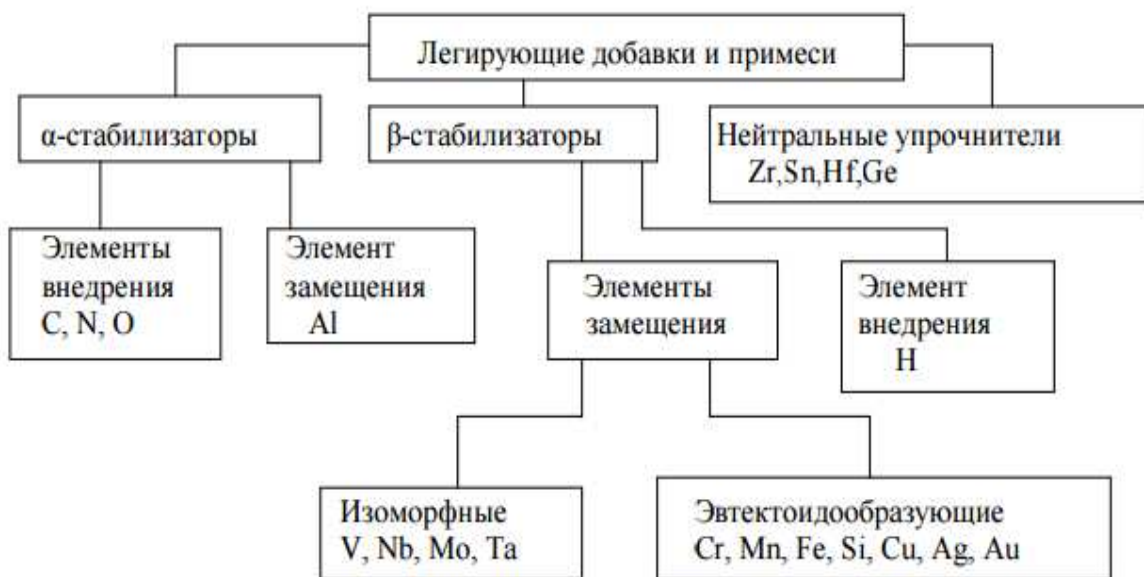 Легирующие добавки и примеси
α-стабилизаторы
β-стабилизаторы
Нейтральные упрочнители
Zr,Sn,Hf,Ge
Элементы
внедрения
C, N, O
Элемент
замещения
Al
Элементы
замещения
Элемент
внедрения
H
Изоморфные
V, Nb, Mo, Ta
Эвтектоидообразующие
Cr, Mn, Fe, Si, Cu, Ag, Au